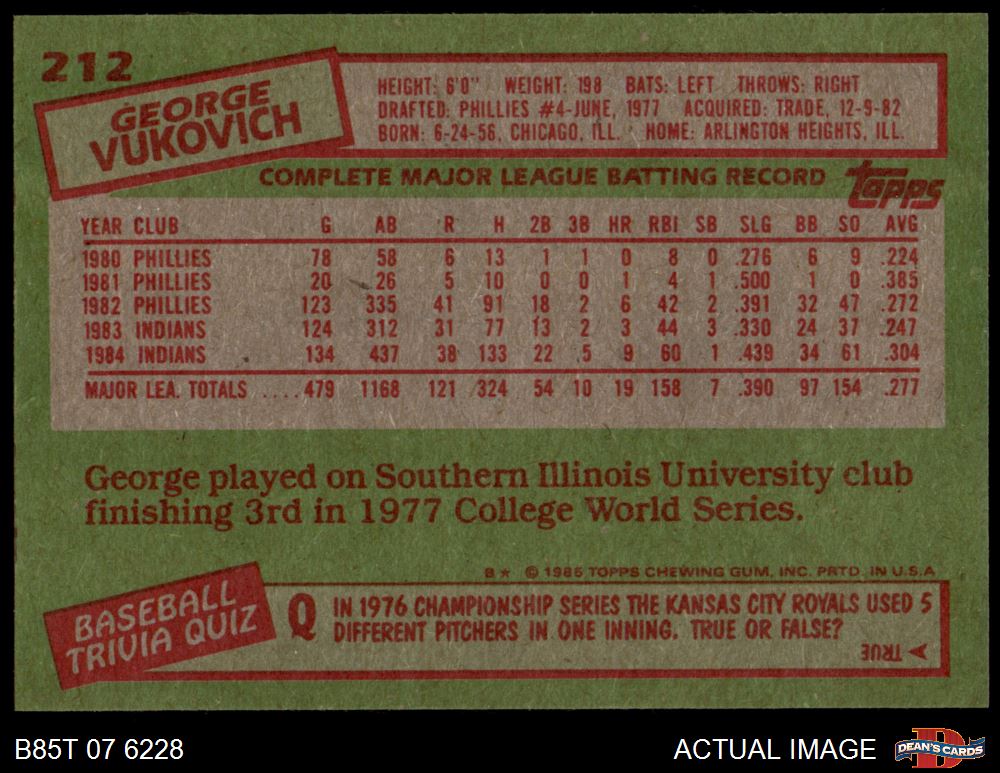 212
GEORGE
VUKOVICH
HEIGHT: 6'0" WEIGHT: 198 BATS: LEFT THROWS: RIGHT
DRAFTED: PHILLIES #4-JUNE, 1977 ACQUIRED: TRADE, 12-9-82
BORN: 6-24-56, CHICAGO, ILL. HOME: ARLINGTON HEIGHTS, ILL.
COMPLETE MAJOR LEAGUE BATTING RECORD topps
YEAR CLUB G AB R H 2B 3B HR RBI SB SLG BB SO AVG
1980 PHILLIES 78 58 6 13 1 1 0 8 0 .276 6 9 .224
1981 PHILLIES 20 26 5 10 0 0 1 4 1 .500 1 0 .385
1982 PHILLIES 123 335 41 91 18 2 6 42 2 .391 32 47 .272
1983 INDIANS 124 312 31 77 13 2 3 44 3 .330 24 37 .247
1984 INDIANS 134 437 38 133 22 5 9 60 1 .439 34 61 .304
MAJOR LEA. TOTALS ....479 1168 121 324 54 10 19 158 7 .390 97 154 .277
George played on Southern Illinois University club
finishing 3rd in 1977 College World Series.
B★ © 1985 TOPPS CHEWING GUM, INC. PRTD. IN U.S.A
BASEBALL
TRIVIA QUIZ
Q IN 1976 CHAMPIONSHIP SERIES THE KANSAS CITY ROYALS USED 5
DIFFERENT PITCHERS IN ONE INNING. TRUE OR FALSE?
TRUE
B85T 07 6228
ACTUAL IMAGE
DEAN'S CARDS